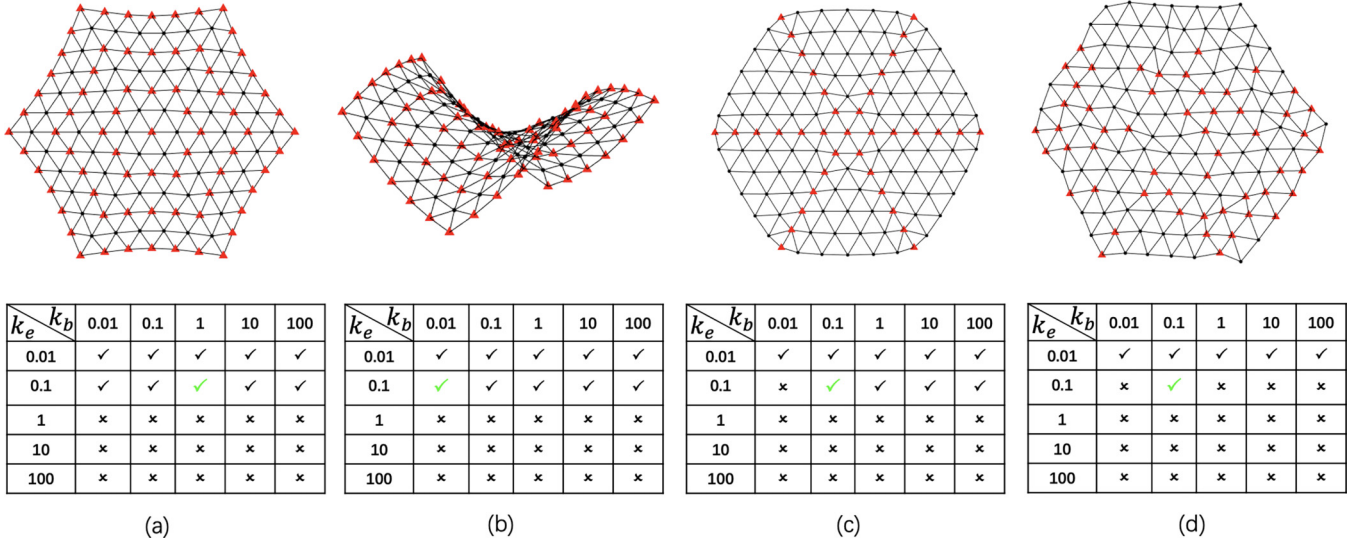 k_e k_b 0.01 0.1 1 10 100
0.01 ✓ ✓ ✓ ✓ ✓
0.1 ✓ ✓ ✓ ✓ ✓
1 × × × × ×
10 × × × × ×
100 × × × × ×
(a)
k_e k_b 0.01 0.1 1 10 100
0.01 ✓ ✓ ✓ ✓ ✓
0.1 ✓ ✓ ✓ ✓ ✓
1 × × × × ×
10 × × × × ×
100 × × × × ×
(b)
k_e k_b 0.01 0.1 1 10 100
0.01 ✓ ✓ ✓ ✓ ✓
0.1 × ✓ ✓ ✓ ✓
1 × × × × ×
10 × × × × ×
100 × × × × ×
(c)
k_e k_b 0.01 0.1 1 10 100
0.01 ✓ ✓ ✓ ✓ ✓
0.1 × ✓ × × ×
1 × × × × ×
10 × × × × ×
100 × × × × ×
(d)